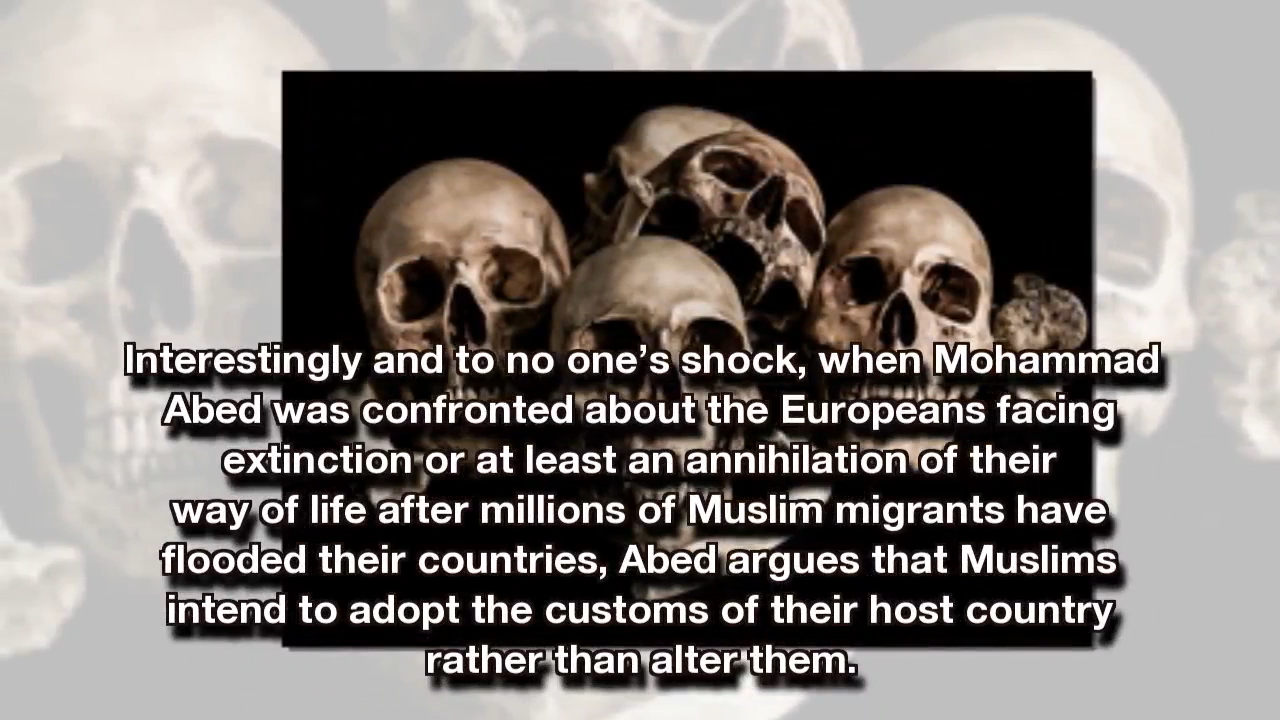 Interestingly and to no one’s shock, when Mohammad
Abed was confronted about the Europeans facing
extinction or at least an annihilation of their
way of life after millions of Muslim migrants have
flooded their countries, Abed argues that Muslims
intend to adopt the customs of their host country
rather than alter them.